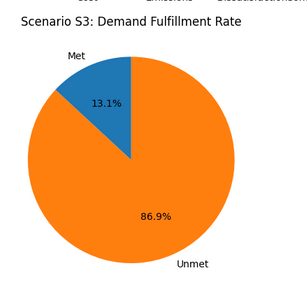 Scenario S3: Demand Fulfillment Rate
Met
13.1%
86.9%
Unmet